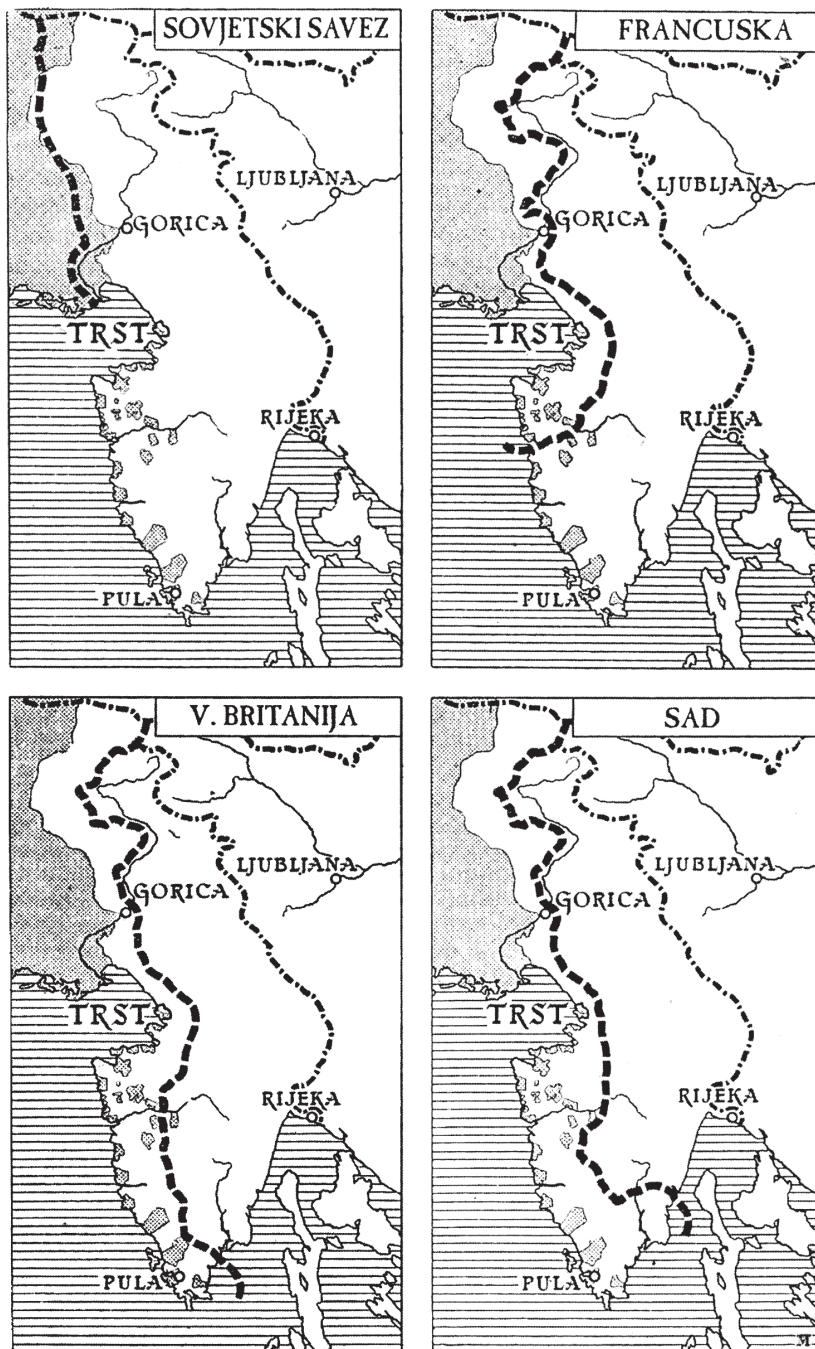 SOVJETSKI SAVEZ
LJUBLJANA
GORICA
TRST
RIJEKA
PULA
FRANCUSKA
LJUBLJANA
GORICA
TRST
RIJEKA
PULA
V. BRITANIJA
LJUBLJANA
GORICA
TRST
RIJEKA
PULA
SAD
LJUBLJANA
GORICA
TRST
RIJEKA
PULA